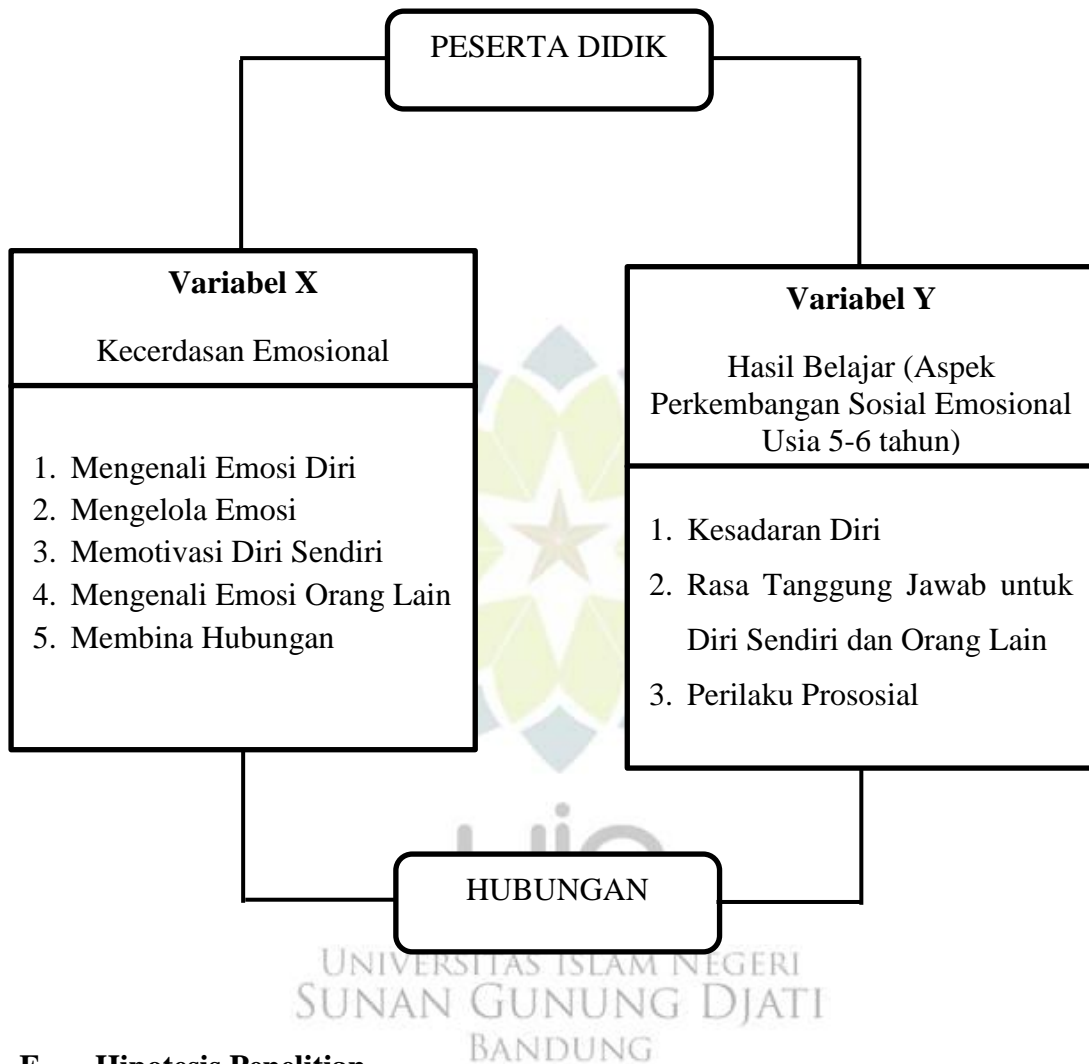 PESERTA DIDIK
Variabel X
Kecerdasan Emosional
1. Mengenali Emosi Diri
2. Mengelola Emosi
3. Memotivasi Diri Sendiri
4. Mengenali Emosi Orang Lain
5. Membina Hubungan
Variabel Y
Hasil Belajar (Aspek
Perkembangan Sosial Emosional
Usia 5-6 tahun)
1. Kesadaran Diri
2. Rasa Tanggung Jawab untuk
Diri Sendiri dan Orang Lain
3. Perilaku Prososial
HUBUNGAN
UNIVERSITAS ISLAM NEGERI
SUNAN GUNUNG DJATI
BANDUNG
Hipotesis Penelitian